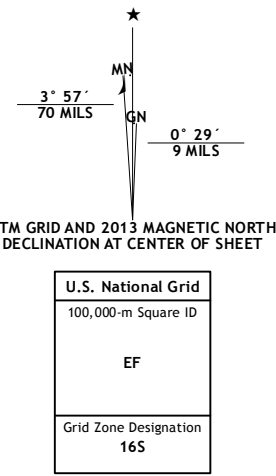 ★
MN
3° 57´
70 MILS
GN
0° 29´
9 MILS
TM GRID AND 2013 MAGNETIC NORTH
DECLINATION AT CENTER OF SHEET
U.S. National Grid
100,000-m Square ID
EF
Grid Zone Designation
16S